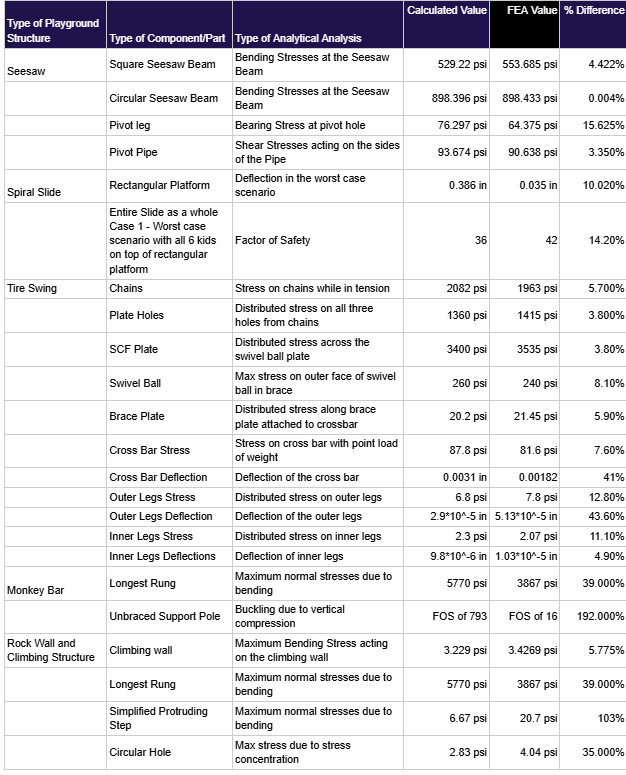 Type of Playground Structure | Type of Component/Part | Type of Analytical Analysis | Calculated Value | FEA Value | % Difference
Seesaw | Square Seesaw Beam | Bending Stresses at the Seesaw Beam | 529.22 psi | 553.685 psi | 4.422%
Circular Seesaw Beam | Bending Stresses at the Seesaw Beam | 898.396 psi | 898.433 psi | 0.004%
Pivot leg | Bearing Stress at pivot hole | 76.297 psi | 64.375 psi | 15.625%
Pivot Pipe | Shear Stresses acting on the sides of the Pipe | 93.674 psi | 90.638 psi | 3.350%
Spiral Slide | Rectangular Platform | Deflection in the worst case scenario | 0.386 in | 0.035 in | 10.020%
Entire Slide as a whole Case 1 - Worst case scenario with all 6 kids on top of rectangular platform | Factor of Safety | 36 | 42 | 14.20%
Tire Swing | Chains | Stress on chains while in tension | 2082 psi | 1963 psi | 5.700%
Plate Holes | Distributed stress on all three holes from chains | 1360 psi | 1415 psi | 3.800%
SCF Plate | Distributed stress across the swivel ball plate | 3400 psi | 3535 psi | 3.80%
Swivel Ball | Max stress on outer face of swivel ball in brace | 260 psi | 240 psi | 8.10%
Brace Plate | Distributed stress along brace plate attached to crossbar | 20.2 psi | 21.45 psi | 5.90%
Cross Bar Stress | Stress on cross bar with point load of weight | 87.8 psi | 81.6 psi | 7.60%
Cross Bar Deflection | Deflection of the cross bar | 0.0031 in | 0.00182 | 41%
Outer Legs Stress | Distributed stress on outer legs | 6.8 psi | 7.8 psi | 12.80%
Outer Legs Deflection | Deflection of the outer legs | 2.9*10^-5 in | 5.13*10^-5 in | 43.60%
Inner Legs Stress | Distributed stress on inner legs | 2.3 psi | 2.07 psi | 11.10%
Inner Legs Deflections | Deflection of inner legs | 9.8*10^-6 in | 1.03*10^-5 in | 4.90%
Monkey Bar | Longest Rung | Maximum normal stresses due to bending | 5770 psi | 3867 psi | 39.000%
Unbraced Support Pole | Buckling due to vertical compression | FOS of 793 | FOS of 16 | 192.000%
Rock Wall and Climbing Structure | Climbing wall | Maximum Bending Stress acting on the climbing wall | 3.229 psi | 3.4269 psi | 5.775%
Longest Rung | Maximum normal stresses due to bending | 5770 psi | 3867 psi | 39.000%
Simplified Protruding Step | Maximum normal stresses due to bending | 6.67 psi | 20.7 psi | 103%
Circular Hole | Max stress due to stress concentration | 2.83 psi | 4.04 psi | 35.000%